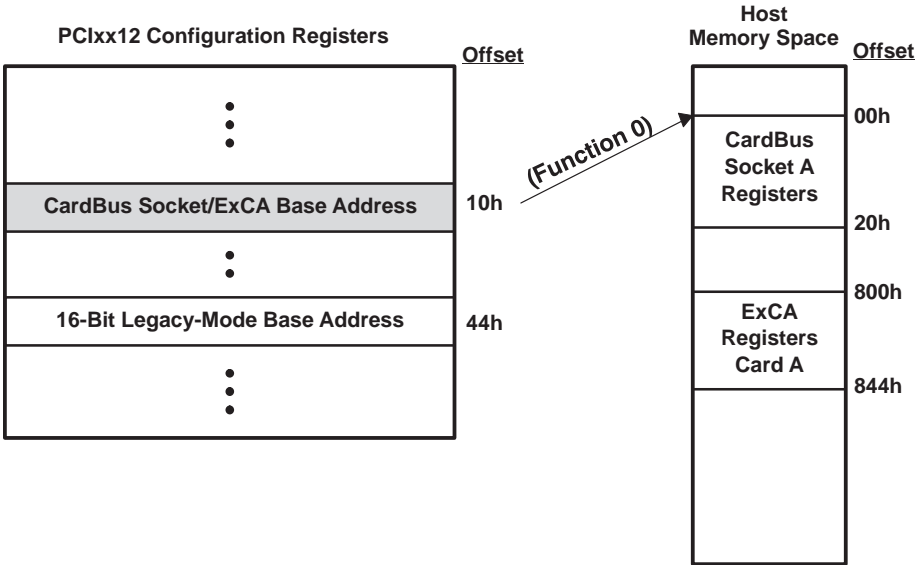 PCIxx12 Configuration Registers
Offset
CardBus Socket/ExCA Base Address
10h
16-Bit Legacy-Mode Base Address
44h
(Function 0)
Host
Memory Space
Offset
00h
CardBus
Socket A
Registers
20h
800h
ExCA
Registers
Card A
844h